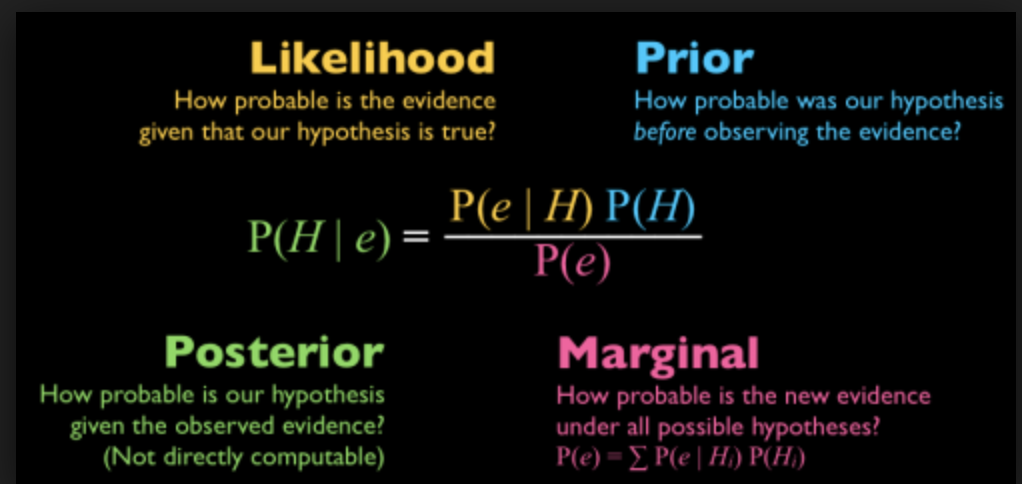 Likelihood
How probable is the evidence
given that our hypothesis is true?
Prior
How probable was our hypothesis
before observing the evidence?
P(H | e) = P(e | H) P(H)
P(e)
Posterior
How probable is our hypothesis
given the observed evidence?
(Not directly computable)
Marginal
How probable is the new evidence
under all possible hypotheses?
P(e) = ∑ P(e | Hᵢ) P(Hᵢ)